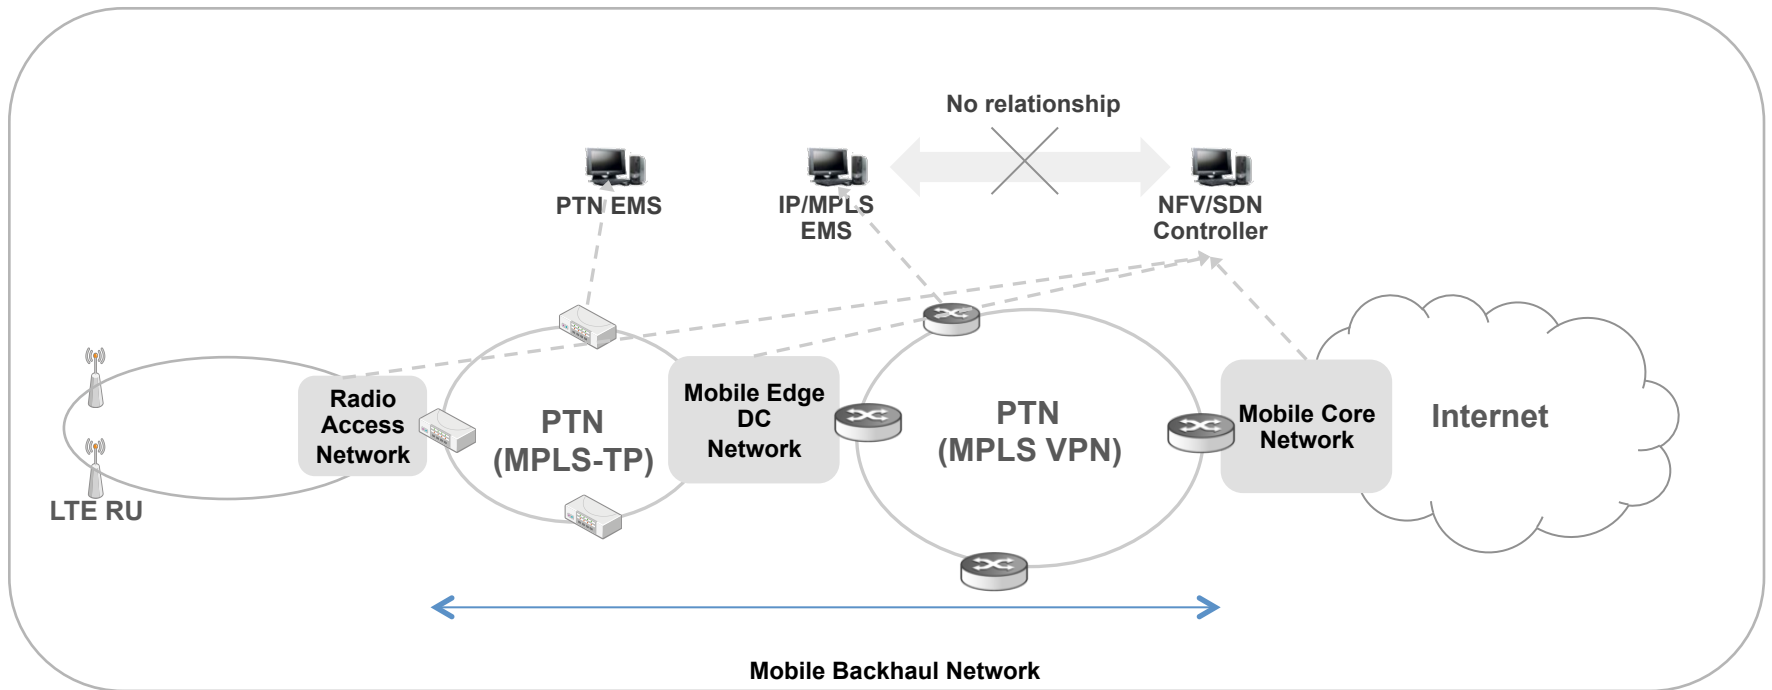 No relationship
PTN EMS
IP/MPLS
EMS
NFV/SDN
Controller
LTE RU
Radio
Access
Network
PTN
(MPLS-TP)
Mobile Edge
DC
Network
PTN
(MPLS VPN)
Mobile Core
Network
Internet
Mobile Backhaul Network